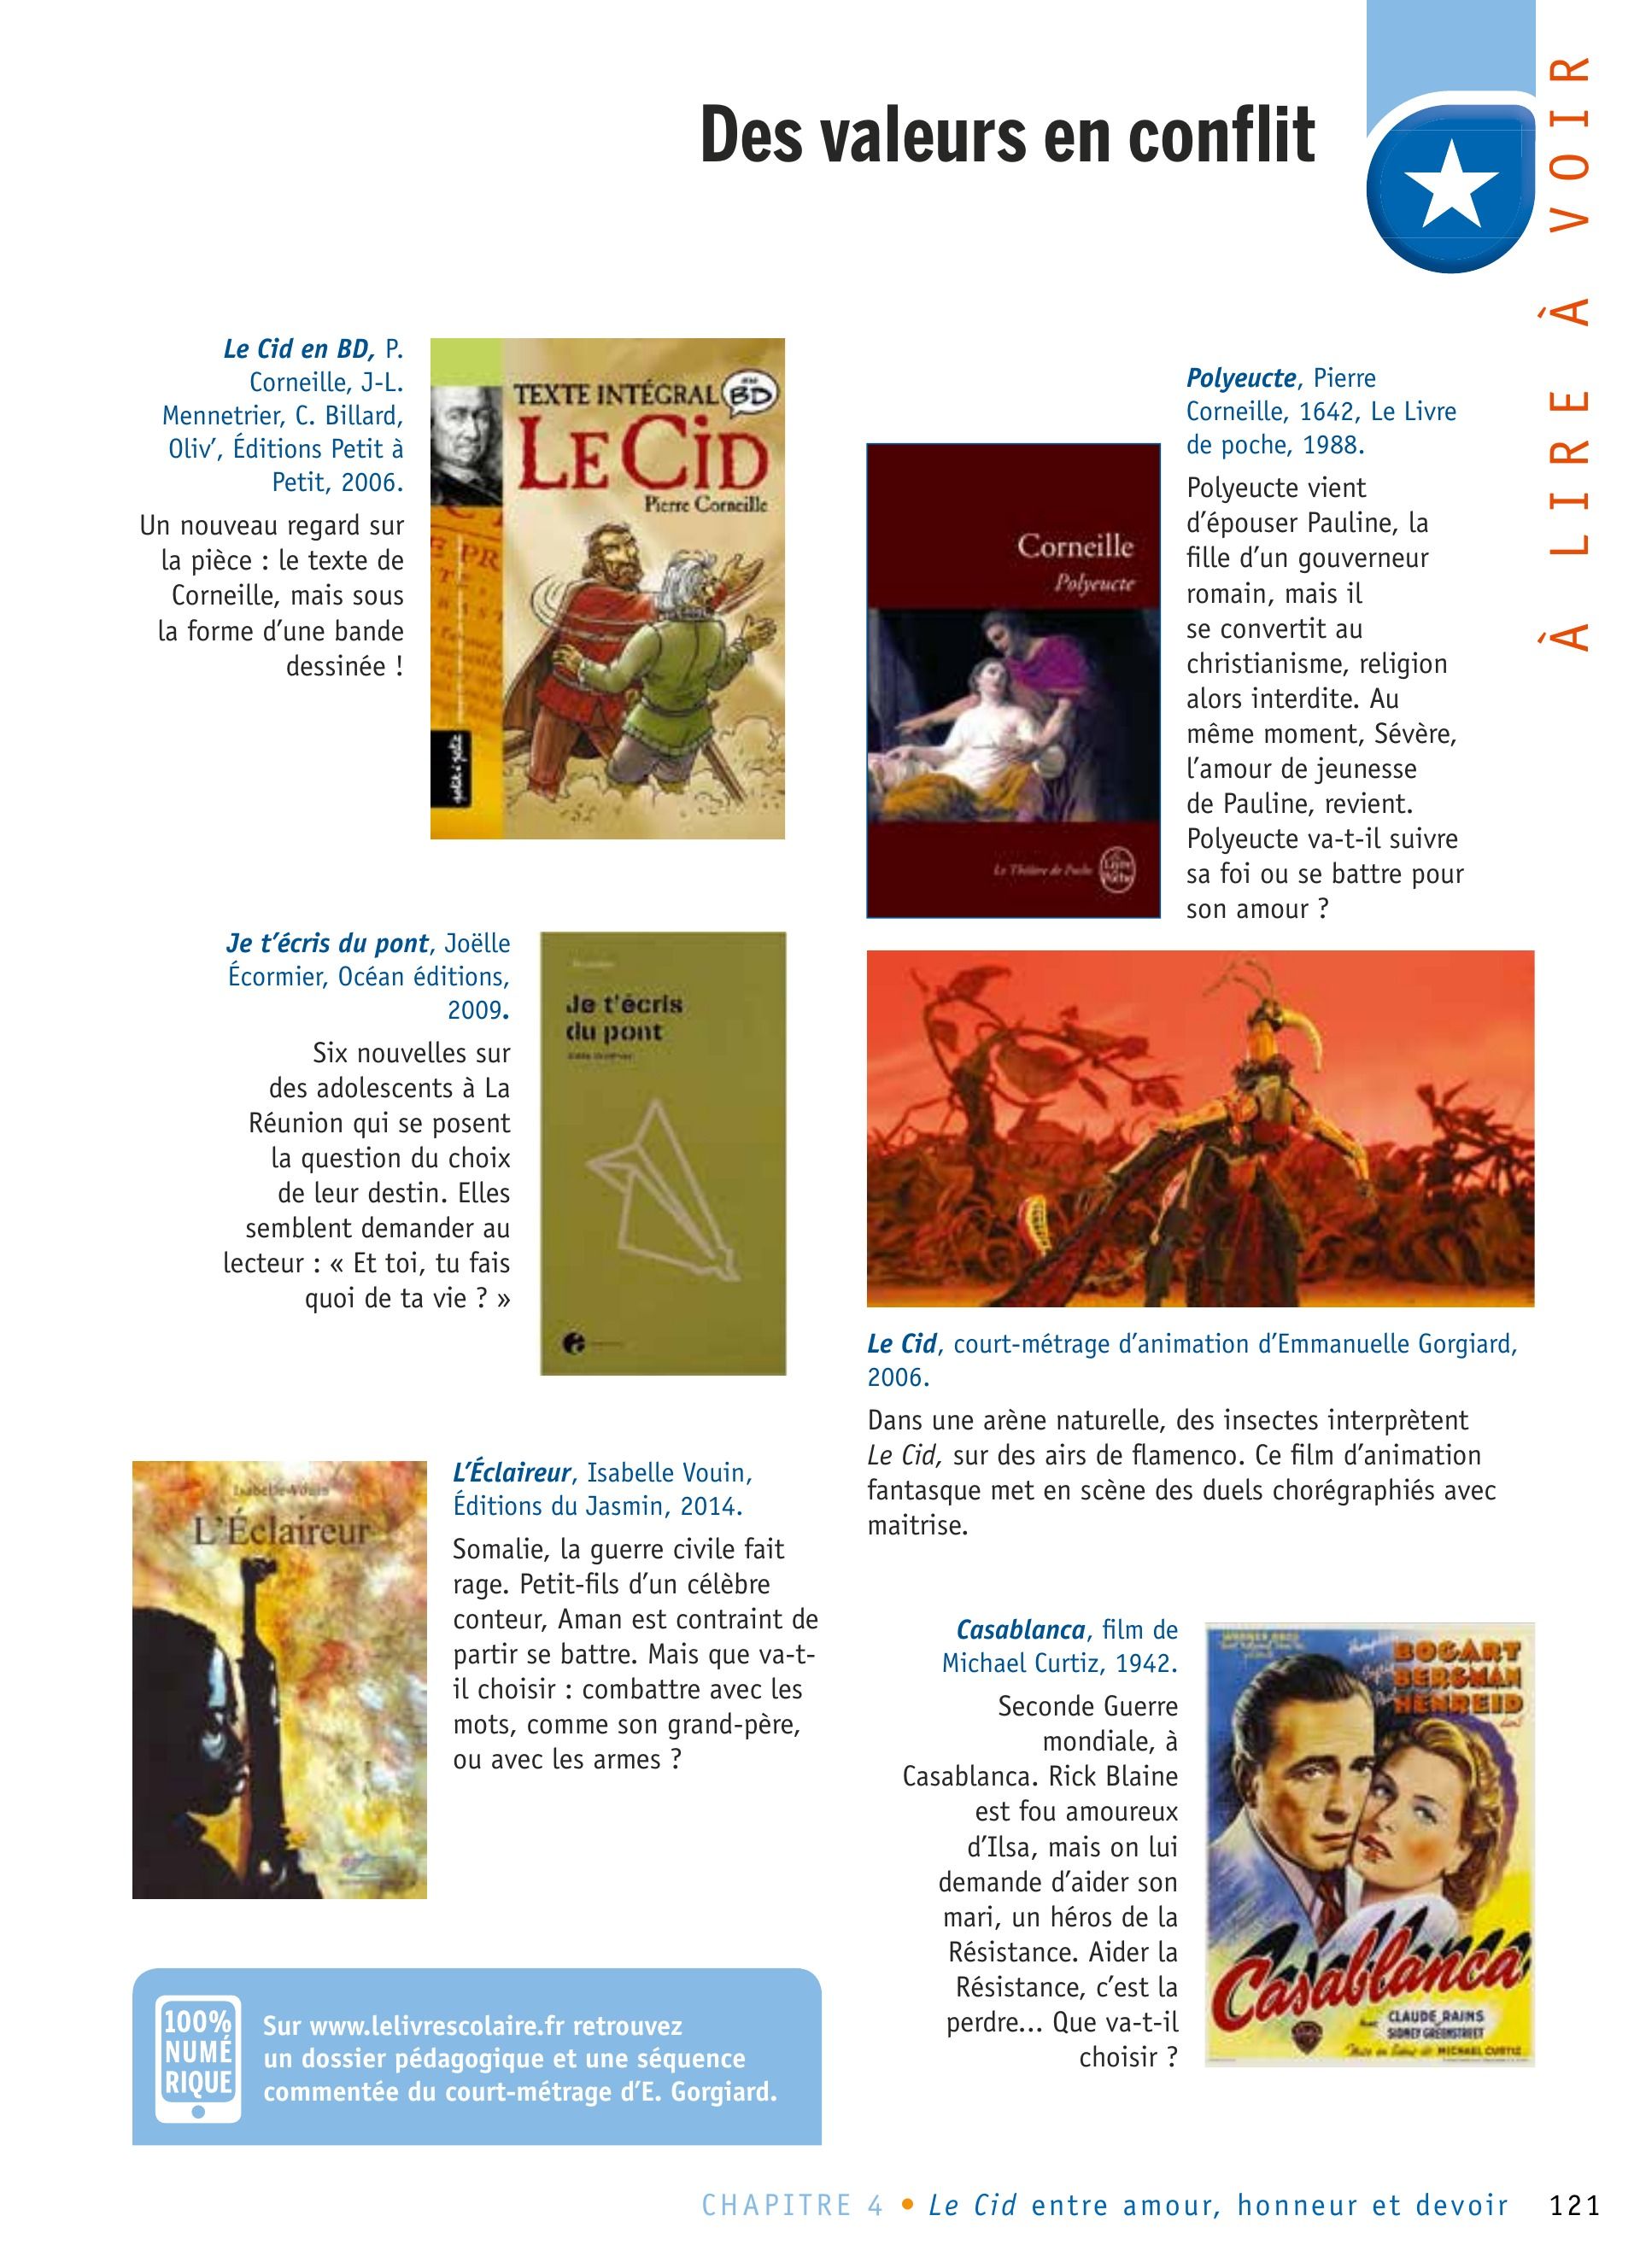 Des valeurs en conflit
À LIRE À VOIR
Le Cid en BD, P.
Corneille, J-L.
Mennetrier, C. Billard,
Oliv’, Éditions Petit à
Petit, 2006.
Un nouveau regard sur
la pièce : le texte de
Corneille, mais sous
la forme d’une bande
dessinée !
TEXTE INTÉGRAL
BD
LE CiD
Pierre Corneille
petit à petit
Polyeucte, Pierre
Corneille, 1642, Le Livre
de poche, 1988.
Polyeucte vient
d’épouser Pauline, la
fille d’un gouverneur
romain, mais il
se convertit au
christianisme, religion
alors interdite. Au
même moment, Sévère,
l’amour de jeunesse
de Pauline, revient.
Polyeucte va-t-il suivre
sa foi ou se battre pour
son amour ?
Corneille
Polyeucte
Le Théâtre de Poche
Le Livre de Poche
Je t’écris du pont, Joëlle
Écormier, Océan éditions,
2009.
Six nouvelles sur
des adolescents à La
Réunion qui se posent
la question du choix
de leur destin. Elles
semblent demander au
lecteur : « Et toi, tu fais
quoi de ta vie ? »
Je t'écris
du pont
Le Cid, court-métrage d’animation d’Emmanuelle Gorgiard,
2006.
Dans une arène naturelle, des insectes interprètent
Le Cid, sur des airs de flamenco. Ce film d’animation
fantasque met en scène des duels chorégraphiés avec
maitrise.
Isabelle Vouin
L'Éclaireur
L’Éclaireur, Isabelle Vouin,
Éditions du Jasmin, 2014.
Somalie, la guerre civile fait
rage. Petit-fils d’un célèbre
conteur, Aman est contraint de
partir se battre. Mais que va-t-
il choisir : combattre avec les
mots, comme son grand-père,
ou avec les armes ?
Casablanca, film de
Michael Curtiz, 1942.
Seconde Guerre
mondiale, à
Casablanca. Rick Blaine
est fou amoureux
d’Ilsa, mais on lui
demande d’aider son
mari, un héros de la
Résistance. Aider la
Résistance, c’est la
perdre... Que va-t-il
choisir ?
BOGART
BERGMAN
HENREID
Casablanca
CLAUDE RAINS
SIDNEY GREENSTREET
MICHAEL CURTIZ
100%
NUMÉ
RIQUE
Sur www.lelivrescolaire.fr retrouvez
un dossier pédagogique et une séquence
commentée du court-métrage d’E. Gorgiard.
CHAPITRE 4 • Le Cid entre amour, honneur et devoir 121